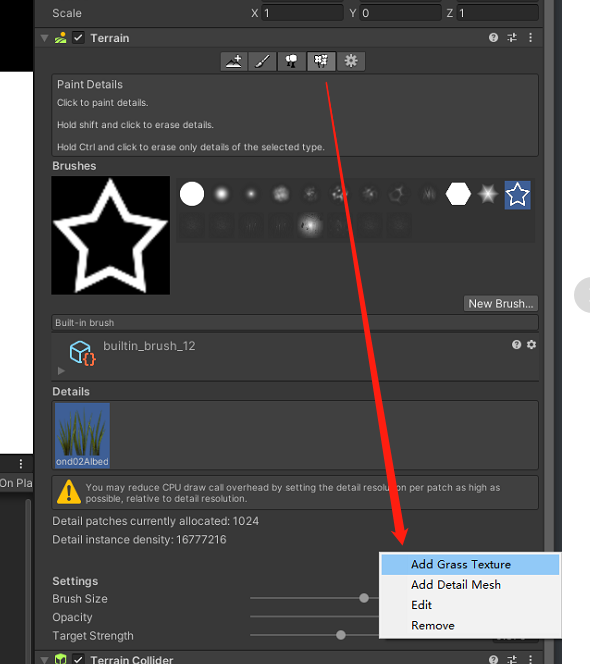 Scale X 1 Y 0 Z 1
Terrain
Paint Details
Click to paint details.
Hold shift and click to erase details.
Hold Ctrl and click to erase only details of the selected type.
Brushes
New Brush...
Built-in brush
builtin_brush_12
Details
ond02Albed
On Pla
You may reduce CPU draw call overhead by setting the detail resolution per patch as high as
possible, relative to detail resolution.
Detail patches currently allocated: 1024
Detail instance density: 16777216
Add Grass Texture
Settings
Add Detail Mesh
Brush Size
Edit
Opacity
Remove
Target Strength
Terrain Collider